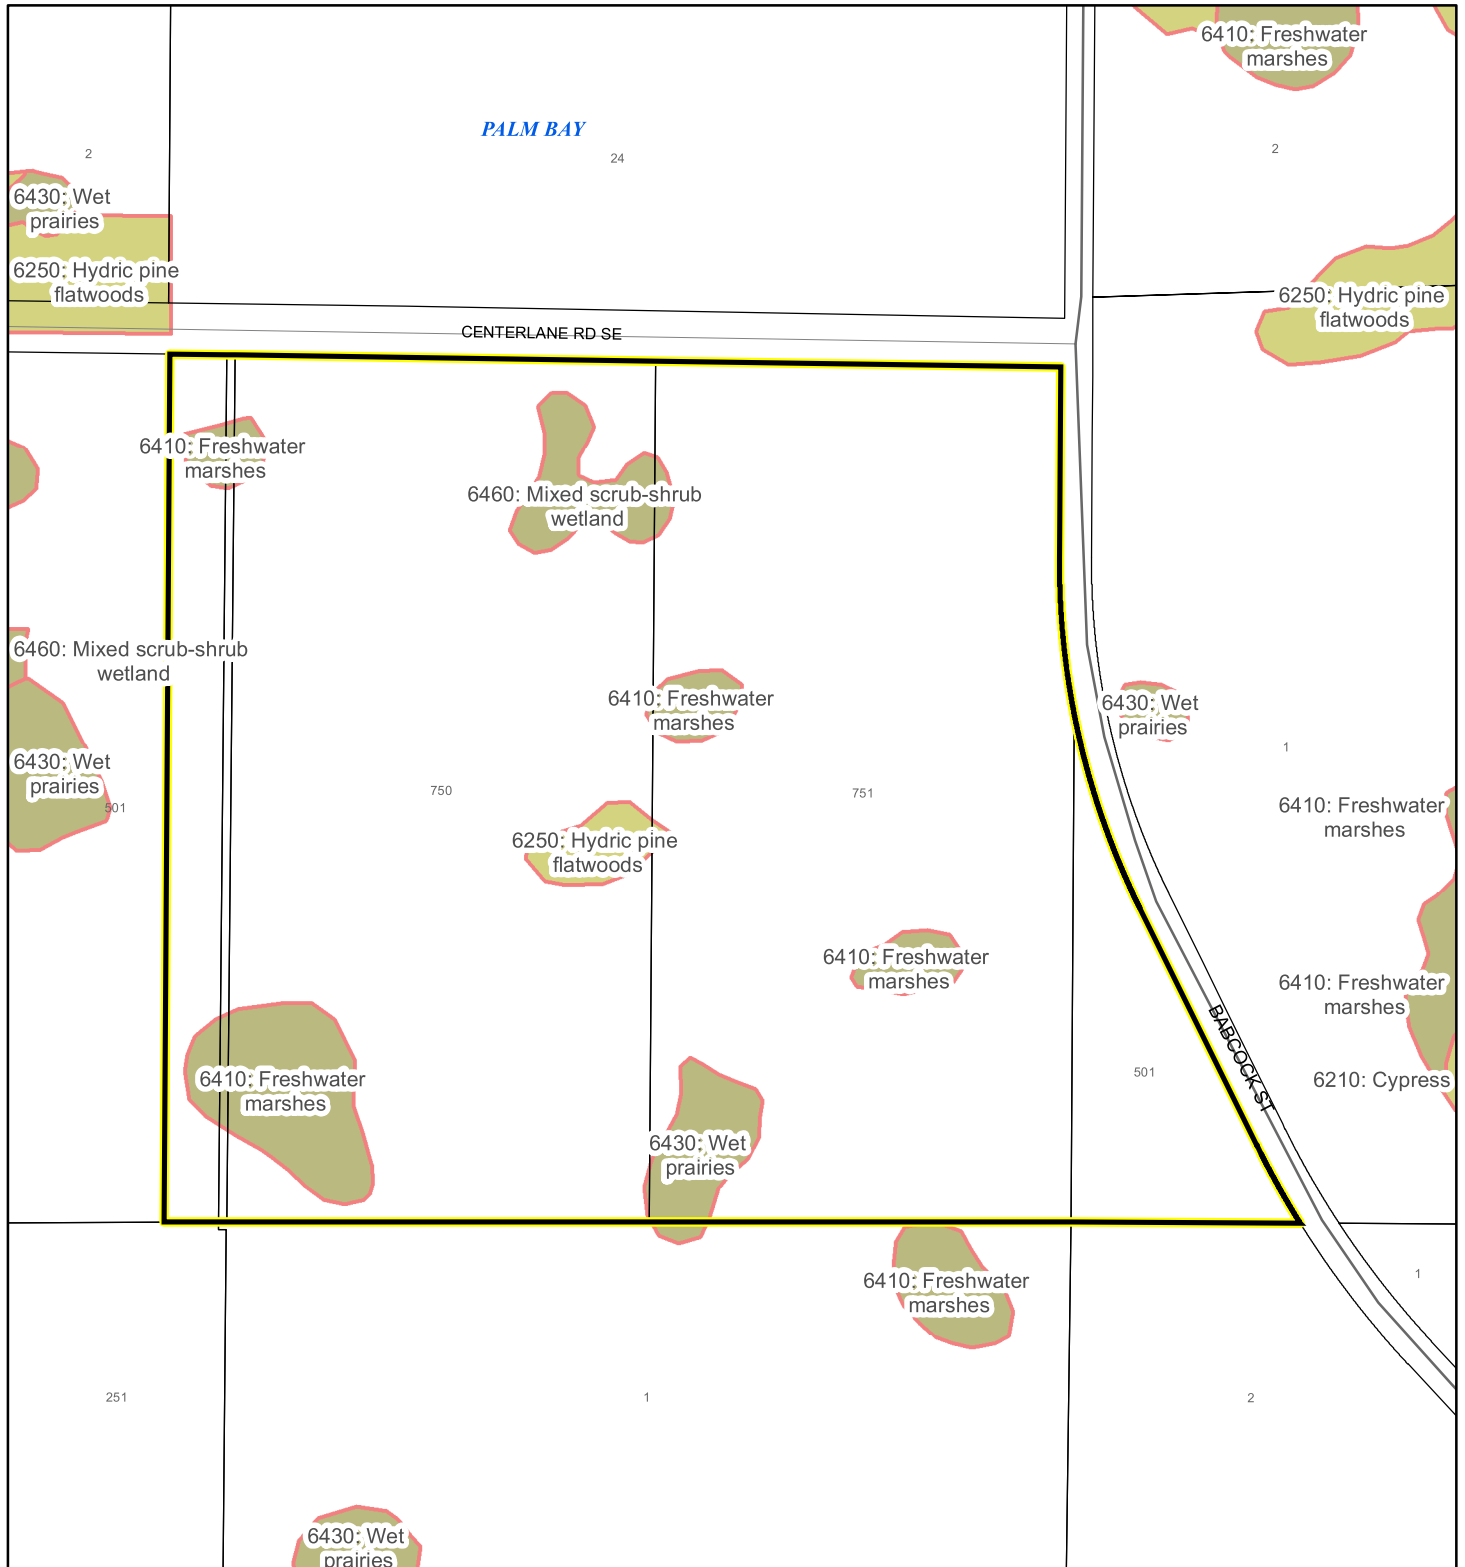 6410: Freshwater
marshes
PALM BAY
2
24
2
6430: Wet
prairies
6250: Hydric pine
flatwoods
6250: Hydric pine
flatwoods
CENTERLANE RD SE
6410: Freshwater
marshes
6460: Mixed scrub-shrub
wetland
6460: Mixed scrub-shrub
wetland
6410: Freshwater
marshes
6430: Wet
prairies
1
6430: Wet
prairies
501
750
751
6410: Freshwater
marshes
6250: Hydric pine
flatwoods
6410: Freshwater
marshes
6410: Freshwater
marshes
BABCOCK ST
501
6210: Cypress
6410: Freshwater
marshes
6430: Wet
prairies
6410: Freshwater
marshes
1
251
1
2
6430: Wet
prairies